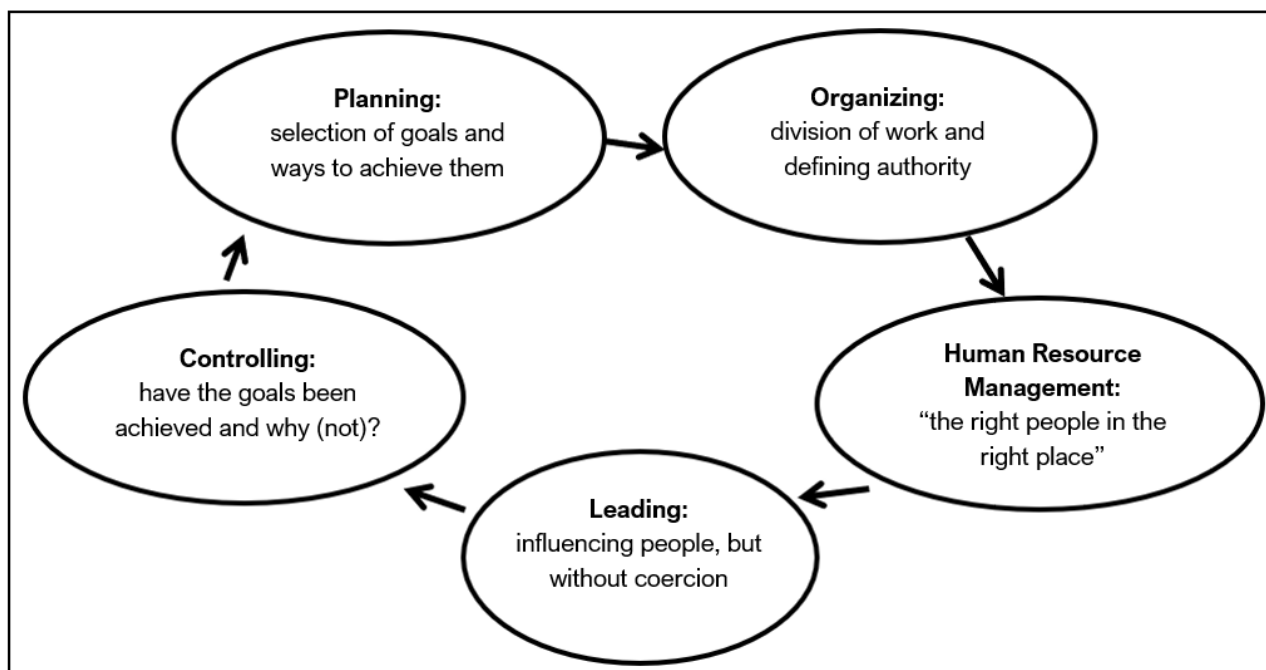 Planning:
selection of goals and
ways to achieve them
Organizing:
division of work and
defining authority
Human Resource
Management:
“the right people in the
right place”
Leading:
influencing people, but
without coercion
Controlling:
have the goals been
achieved and why (not)?